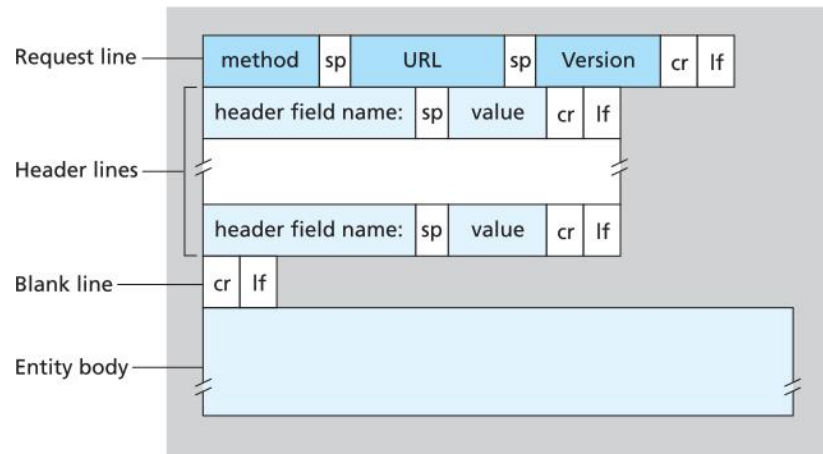 Request line method sp URL sp Version cr lf
header field name: sp value cr lf
Header lines
header field name: sp value cr lf
Blank line cr lf
Entity body